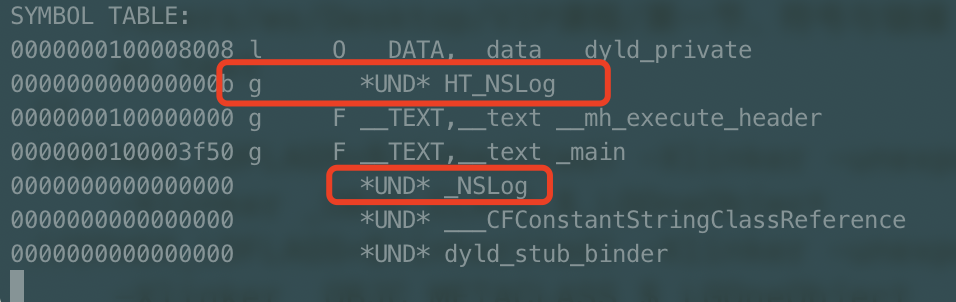 SYMBOL TABLE:
0000000100008008 l     O __DATA,__data __dyld_private
000000000000000b g       *UND* HT_NSLog
0000000100000000 g     F __TEXT,__text __mh_execute_header
0000000100003f50 g     F __TEXT,__text _main
0000000000000000         *UND* _NSLog
0000000000000000         *UND* ___CFConstantStringClassReference
0000000000000000         *UND* dyld_stub_binder